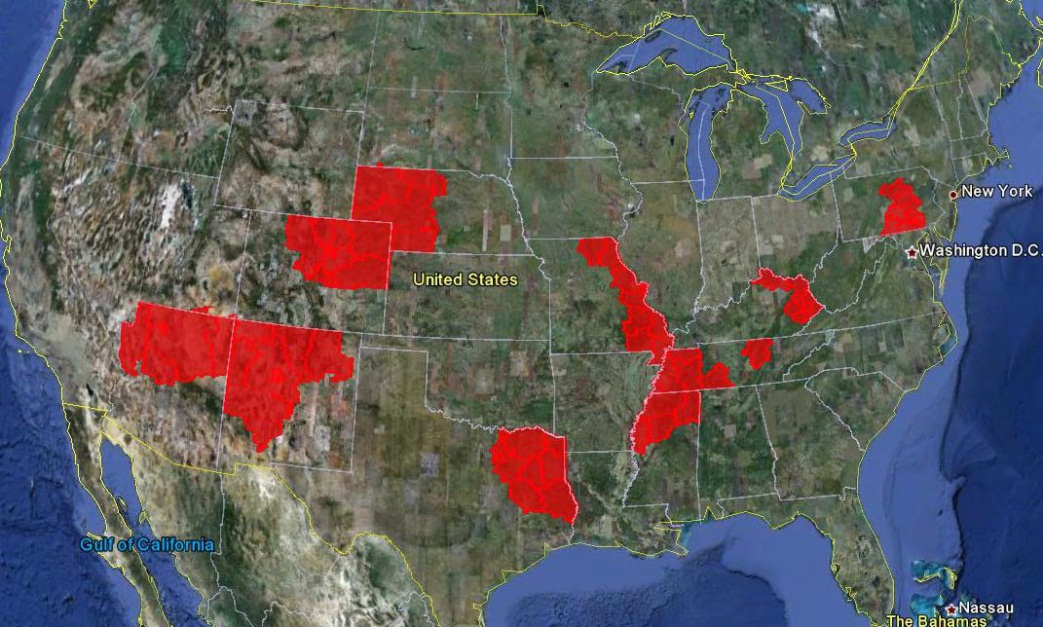 New York
Washington D.C.
United States
Gulf of California
Nassau
The Bahamas